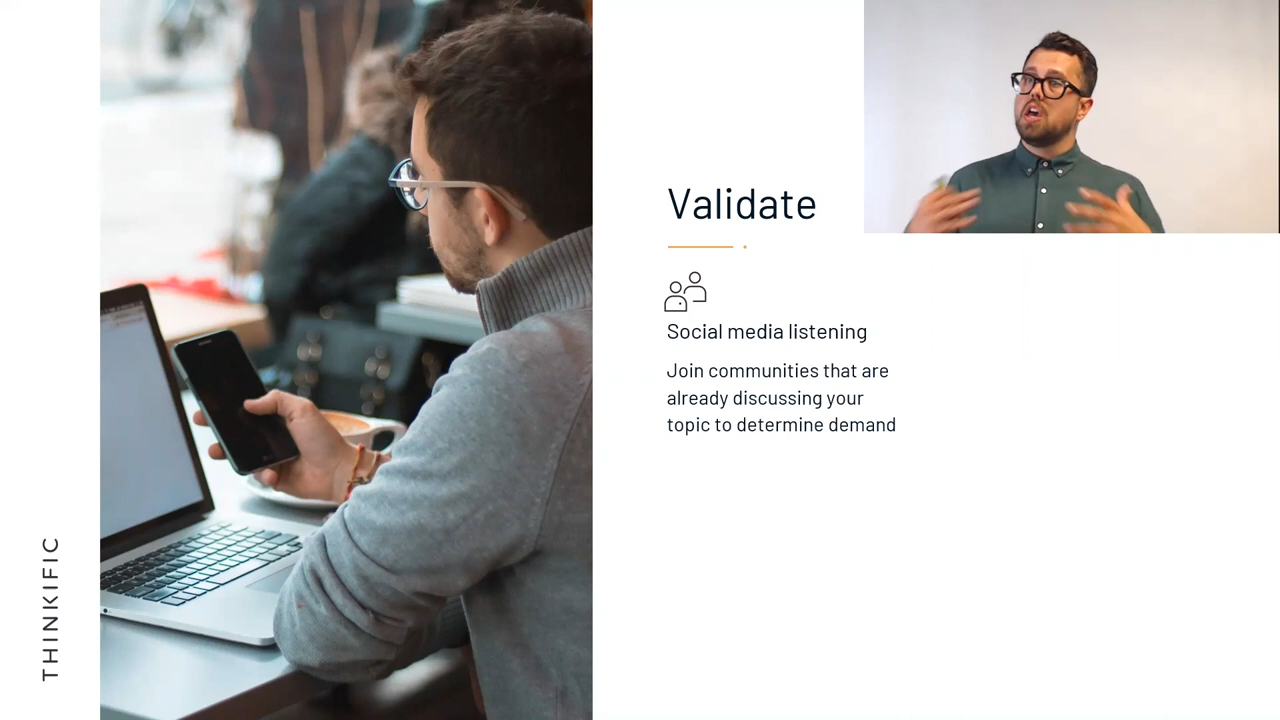 Validate
Social media listening
Join communities that are
already discussing your
topic to determine demand
THINKIFIC